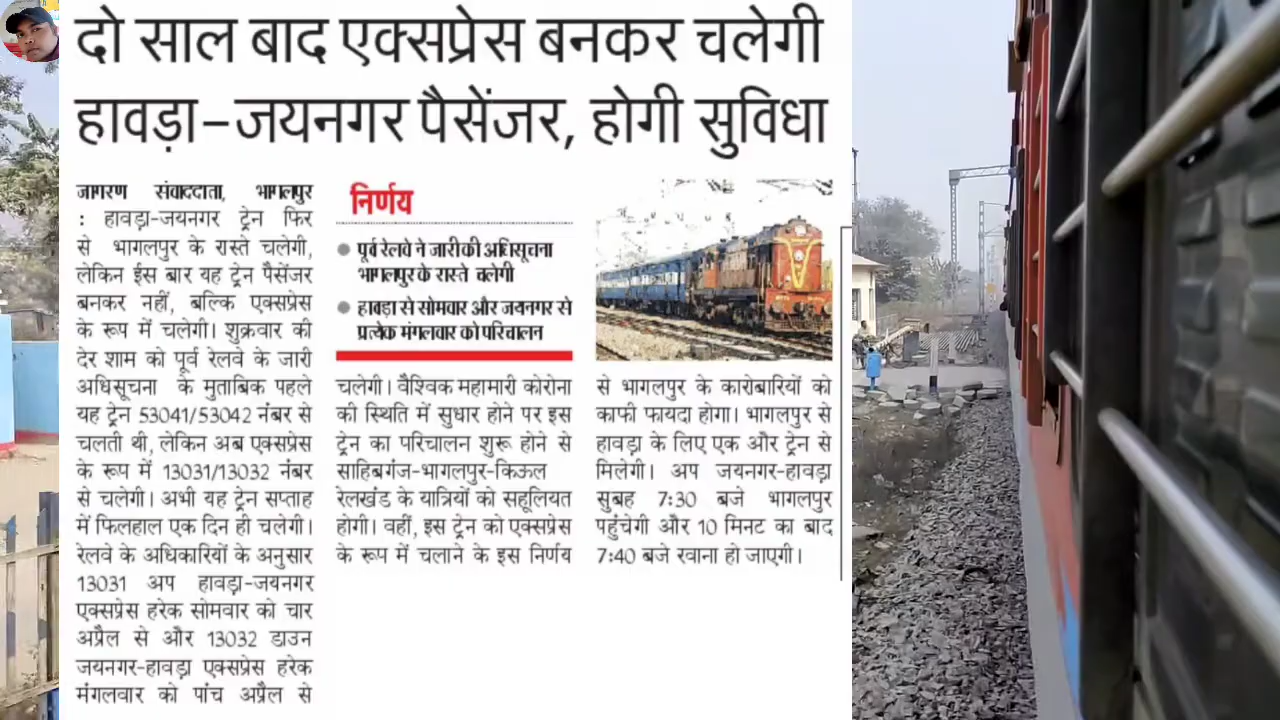 दो साल बाद एक्सप्रेस बनकर चलेगी
हावड़ा-जयनगर पैसेंजर, होगी सुविधा
जागरण संवाददाता, भागलपुर
: हावड़ा-जयनगर ट्रेन फिर
से भागलपुर के रास्ते चलेगी,
लेकिन इस बार यह ट्रेन पैसेंजर
बनकर नहीं, बल्कि एक्सप्रेस
के रूप में चलेगी। शुक्रवार की
देर शाम को पूर्व रेलवे के जारी
अधिसूचना के मुताबिक पहले
यह ट्रेन 53041/53042 नंबर से
चलती थी, लेकिन अब एक्सप्रेस
के रूप में 13031/13032 नंबर
से चलेगी। अभी यह ट्रेन सप्ताह
में फिलहाल एक दिन ही चलेगी।
रेलवे के अधिकारियों के अनुसार
13031 अप हावड़ा-जयनगर
एक्सप्रेस हरेक सोमवार को चार
अप्रैल से और 13032 डाउन
जयनगर-हावड़ा एक्सप्रेस हरेक
मंगलवार को पांच अप्रैल से
निर्णय
पूर्व रेलवे ने जारी की अधिसूचना
भागलपुर के रास्ते चलेगी
हावड़ा से सोमवार और जयनगर से
प्रत्येक मंगलवार को परिचालन
चलेगी। वैश्विक महामारी कोरोना
की स्थिति में सुधार होने पर इस
ट्रेन का परिचालन शुरू होने से
साहिबगंज-भागलपुर-किऊल
रेलखंड के यात्रियों को सहूलियत
होगी। वहीं, इस ट्रेन को एक्सप्रेस
के रूप में चलाने के इस निर्णय
से भागलपुर के कारोबारियों को
काफी फायदा होगा। भागलपुर से
हावड़ा के लिए एक और ट्रेन से
मिलेगी। अप जयनगर-हावड़ा
सुबह 7:30 बजे भागलपुर
पहुंचेगी और 10 मिनट का बाद
7:40 बजे रवाना हो जाएगी।